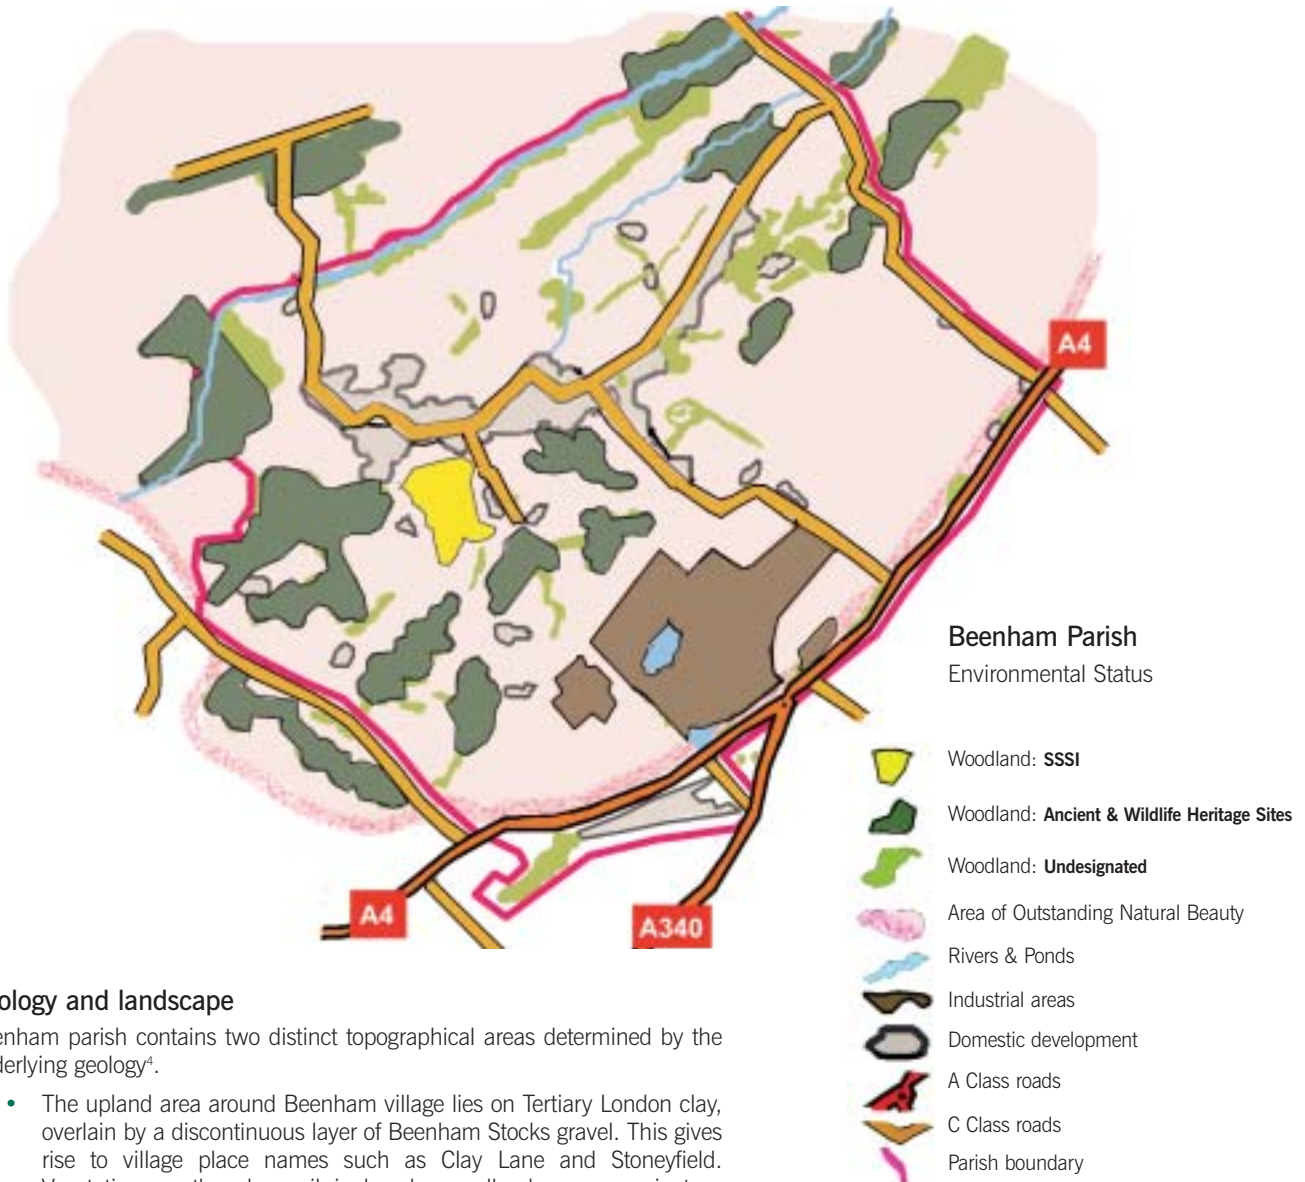 A4
A4
A340
Beenham Parish
Environmental Status
Woodland: SSSI
Woodland: Ancient & Wildlife Heritage Sites
Woodland: Undesignated
Area of Outstanding Natural Beauty
Rivers & Ponds
Industrial areas
Domestic development
A Class roads
C Class roads
Parish boundary
ology and landscape
enham parish contains two distinct topographical areas determined by the
derlying geology⁴.
• The upland area around Beenham village lies on Tertiary London clay,
overlain by a discontinuous layer of Beenham Stocks gravel. This gives
rise to village place names such as Clay Lane and Stoneyfield.